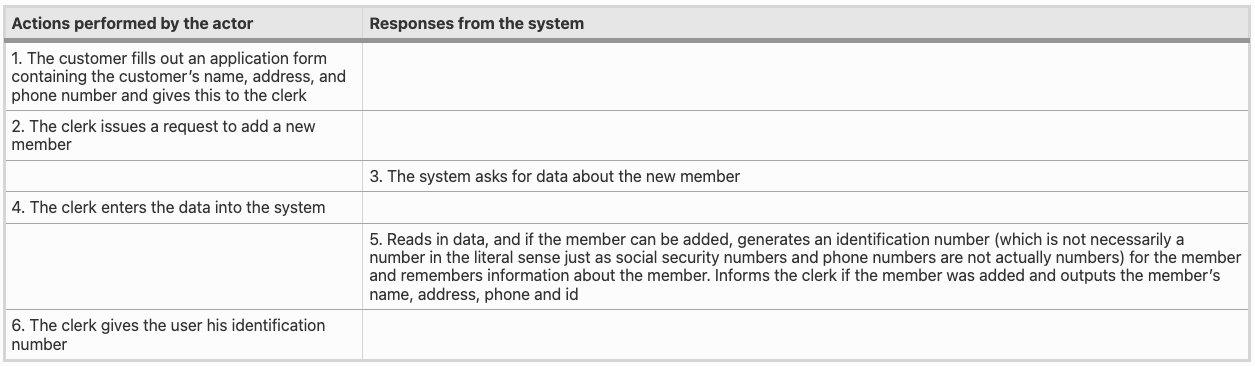 Actions performed by the actor
Responses from the system
1. The customer fills out an application form
containing the customer’s name, address, and
phone number and gives this to the clerk
2. The clerk issues a request to add a new
member
3. The system asks for data about the new member
4. The clerk enters the data into the system
5. Reads in data, and if the member can be added, generates an identification number (which is not necessarily a
number in the literal sense just as social security numbers and phone numbers are not actually numbers) for the member
and remembers information about the member. Informs the clerk if the member was added and outputs the member’s
name, address, phone and id
6. The clerk gives the user his identification
number